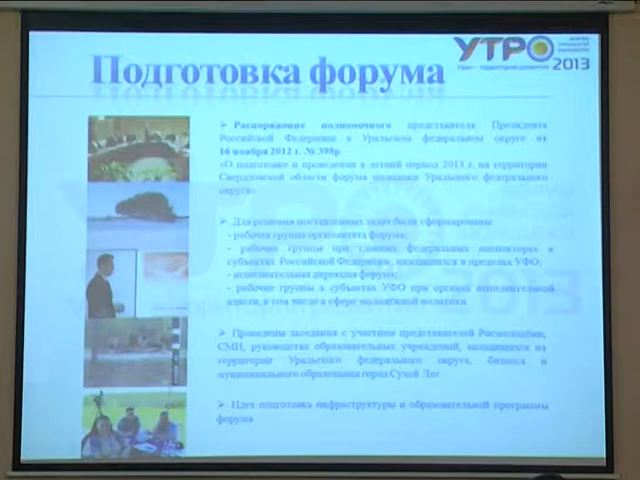 УТРО
2013
Подготовка форума
➢ Распоряжение полномочного представителя Президента
Российской Федерации в Уральском федеральном округе от
16 ноября 2012 г. № 398р
«О подготовке и проведении в летний период 2013 г. на территории
Свердловской области форума молодежи Уральского федерального
округа»
➢ Для решения поставленных задач были сформированы:
- рабочая группа оргкомитета форума;
- рабочие группы при главных федеральных инспекторах в
субъектах Российской Федерации, находящихся в пределах УФО;
- исполнительная дирекция форума;
- рабочие группы в субъектах УФО при органах исполнительной
власти, в том числе в сфере молодежной политики
➢ Проведены заседания с участием представителей Росмолодежи,
СМИ, руководства образовательных учреждений, находящихся на
территории Уральского федерального округа, бизнеса и
муниципального образования город Сухой Лог
➢ Идет подготовка инфраструктуры и образовательной программы
форума